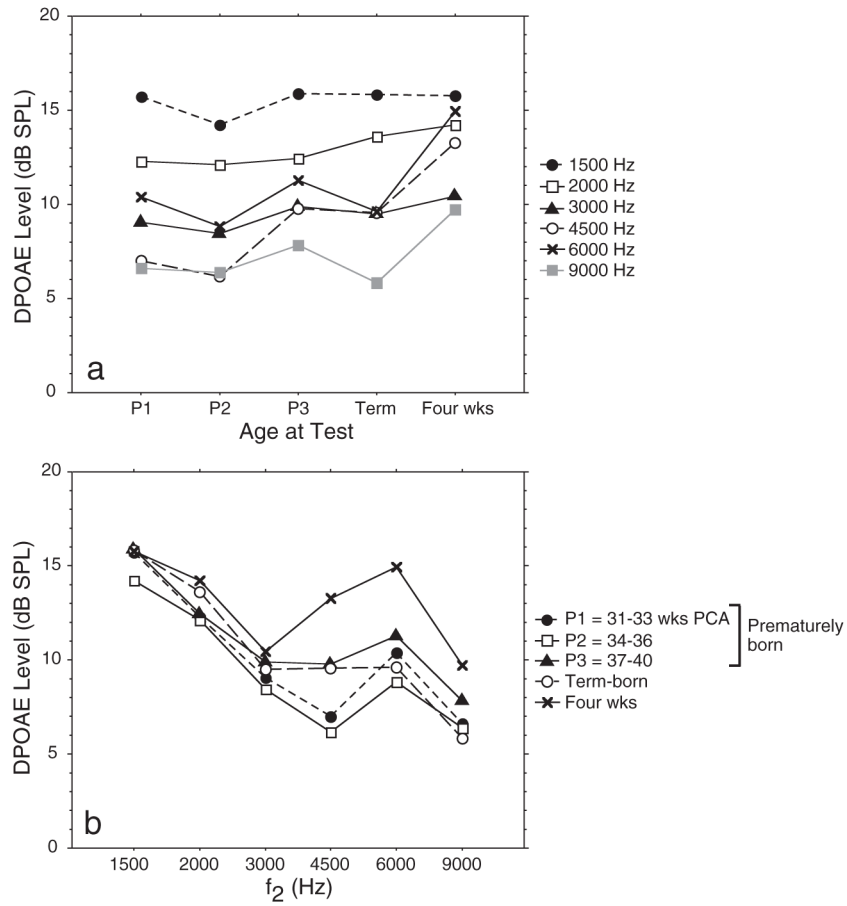 20
15
10
5
0
DPOAE Level (dB SPL)
a
P1 P2 P3 Term Four wks
Age at Test
1500 Hz
2000 Hz
3000 Hz
4500 Hz
6000 Hz
9000 Hz
20
15
10
5
0
DPOAE Level (dB SPL)
b
1500 2000 3000 4500 6000 9000
f2 (Hz)
P1 = 31-33 wks PCA
P2 = 34-36
P3 = 37-40
Term-born
Four wks
Prematurely
born